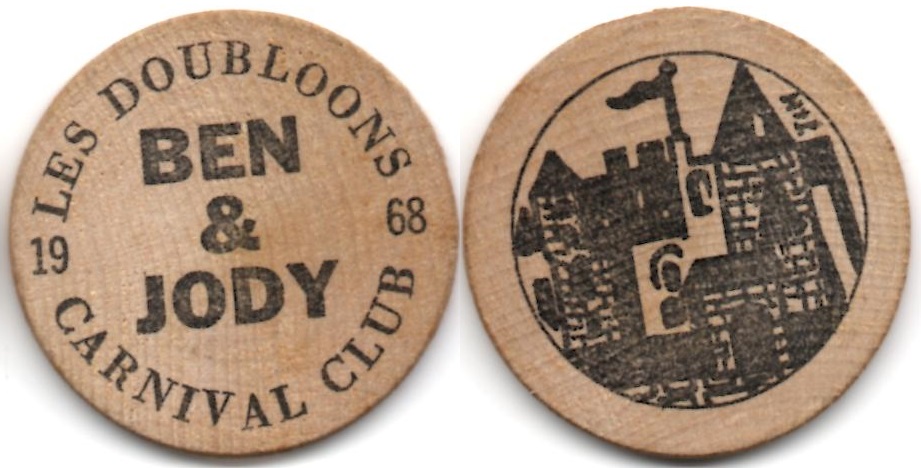 LES DOUBLOONS
BEN
&
JODY
19 68
CARNIVAL CLUB